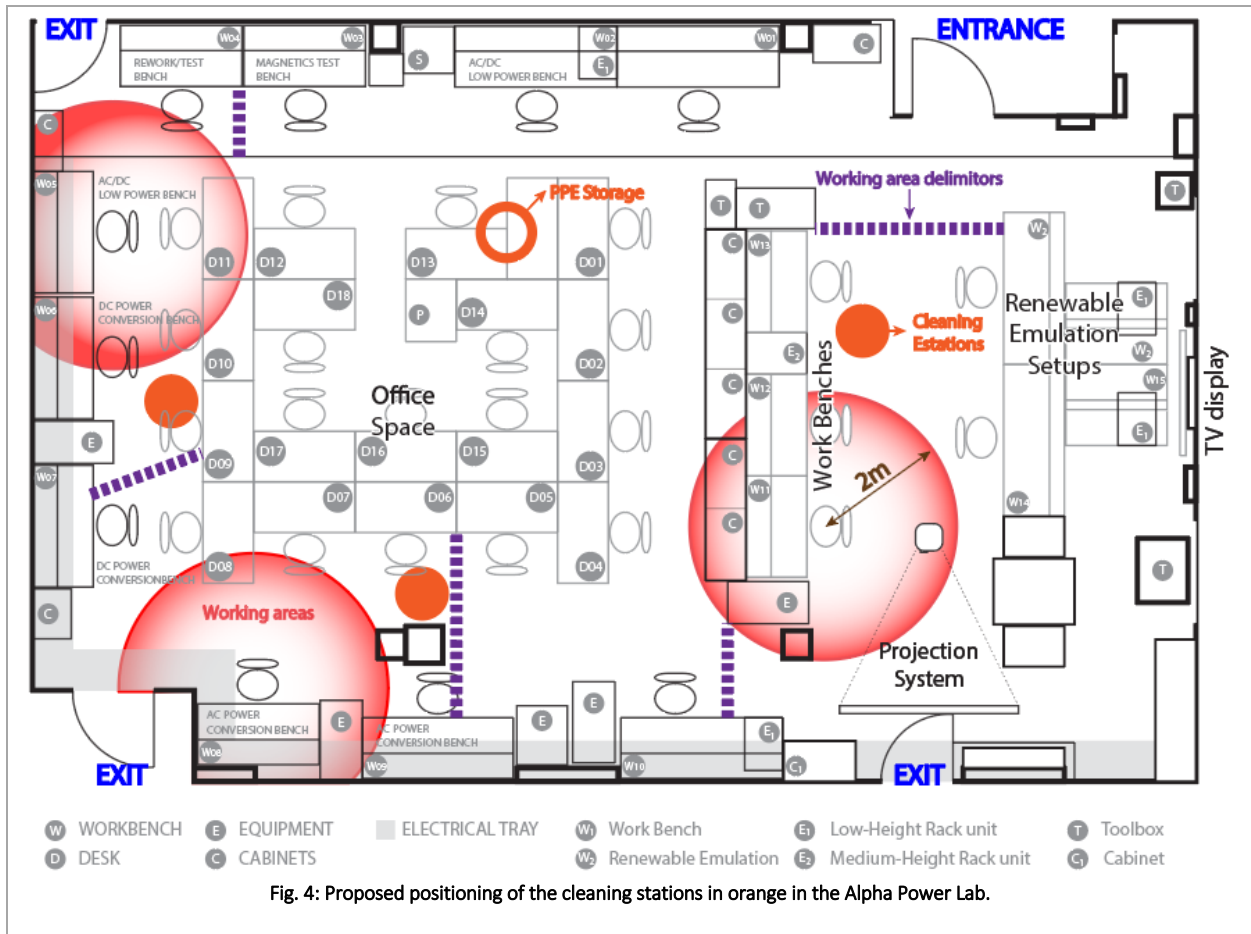 EXIT
ENTRANCE
W04
W03
W02
W01
C
S
E1
REWORK/TEST
BENCH
MAGNETICS TEST
BENCH
AC/DC
LOW POWER BENCH
C
W05
AC/DC
LOW POWER BENCH
PPE Storage
Working area delimitors
T
T
T
D11
D12
D13
D01
C
W13
W2
W06
DC POWER
CONVERSION BENCH
D18
P
D14
C
Cleaning
Estations
Renewable
Emulation
Setups
E1
W2
W15
E1
D10
D02
E2
Office
Space
C
W12
Work Benches
TV display
E
D09
D17
D16
D15
D03
C
2m
W07
D07
D06
D05
W11
C
W14
DC POWER
CONVERSIONBENCH
D08
D04
T
C
Working areas
E
Projection
System
AC POWER
CONVERSION BENCH
E
AC POWER
CONVERSION BENCH
E
E
E1
W08
W09
W10
C1
EXIT
EXIT
W WORKBENCH
E EQUIPMENT
ELECTRICAL TRAY
W1 Work Bench
E1 Low-Height Rack unit
T Toolbox
D DESK
C CABINETS
W2 Renewable Emulation
E2 Medium-Height Rack unit
C1 Cabinet
Fig. 4: Proposed positioning of the cleaning stations in orange in the Alpha Power Lab.